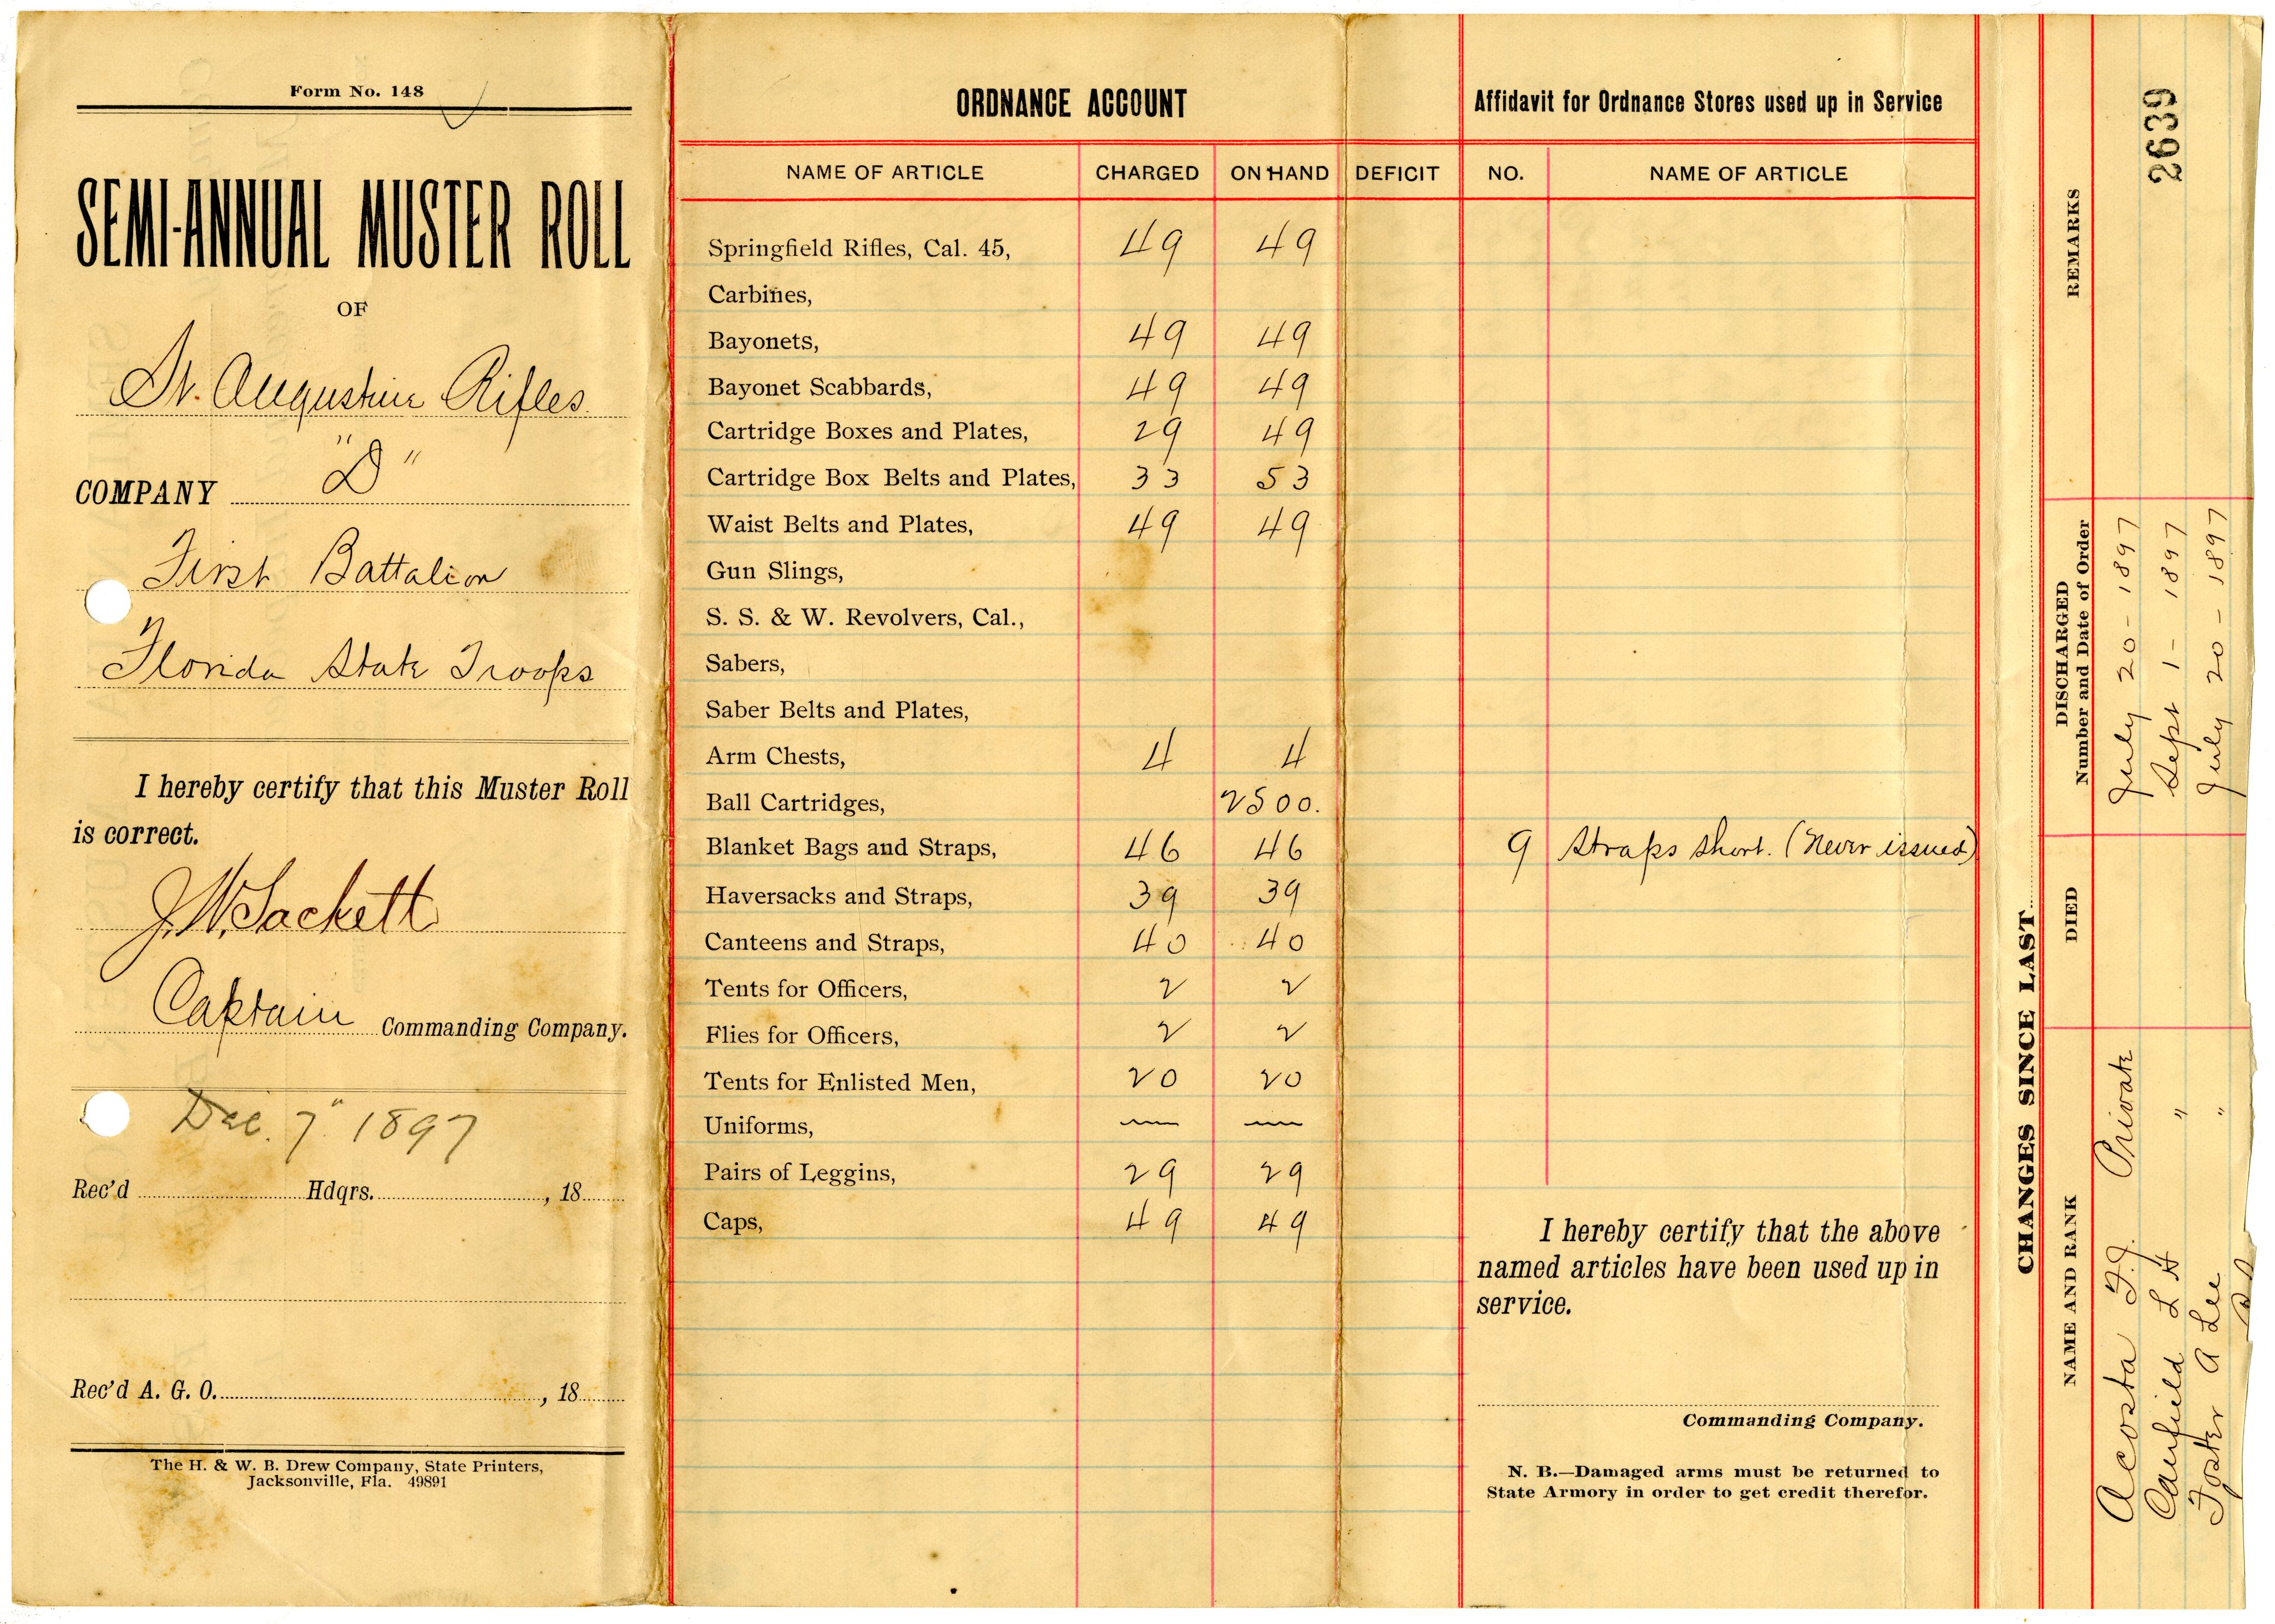 Form No. 148
SEMI-ANNUAL MUSTER ROLL
OF
St. Augustine Rifles
COMPANY "D"
First Battalion
Florida State Troops
I hereby certify that this Muster Roll
is correct.
J. W. Sackett
Captain Commanding Company.
Dec. 7" 1897
Rec'd Hdqrs. , 18
Rec'd A. G. O. , 18
The H. & W. B. Drew Company, State Printers,
Jacksonville, Fla. 49891
ORDNANCE ACCOUNT
NAME OF ARTICLE CHARGED ON HAND DEFICIT
Springfield Rifles, Cal. 45, 49 49
Carbines,
Bayonets, 49 49
Bayonet Scabbards, 49 49
Cartridge Boxes and Plates, 29 49
Cartridge Box Belts and Plates, 33 53
Waist Belts and Plates, 49 49
Gun Slings,
S. S. & W. Revolvers, Cal.,
Sabers,
Saber Belts and Plates,
Arm Chests, 4 4
Ball Cartridges, 2500.
Blanket Bags and Straps, 46 46
Haversacks and Straps, 39 39
Canteens and Straps, 40 40
Tents for Officers, 2 2
Flies for Officers, 2 2
Tents for Enlisted Men, 20 20
Uniforms, — —
Pairs of Leggins, 29 29
Caps, 49 49
Affidavit for Ordnance Stores used up in Service
NO. NAME OF ARTICLE
9 Straps short. (Never issued)
I hereby certify that the above
named articles have been used up in
service.
Commanding Company.
N. B.—Damaged arms must be returned to
State Armory in order to get credit therefor.
CHANGES SINCE LAST
NAME AND RANK DIED DISCHARGED Number and Date of Order REMARKS
Acosta F. J. Private July 20 - 1897
Canfield L H " Sept 1 - 1897
Foster A Lee " July 20 - 1897
2639